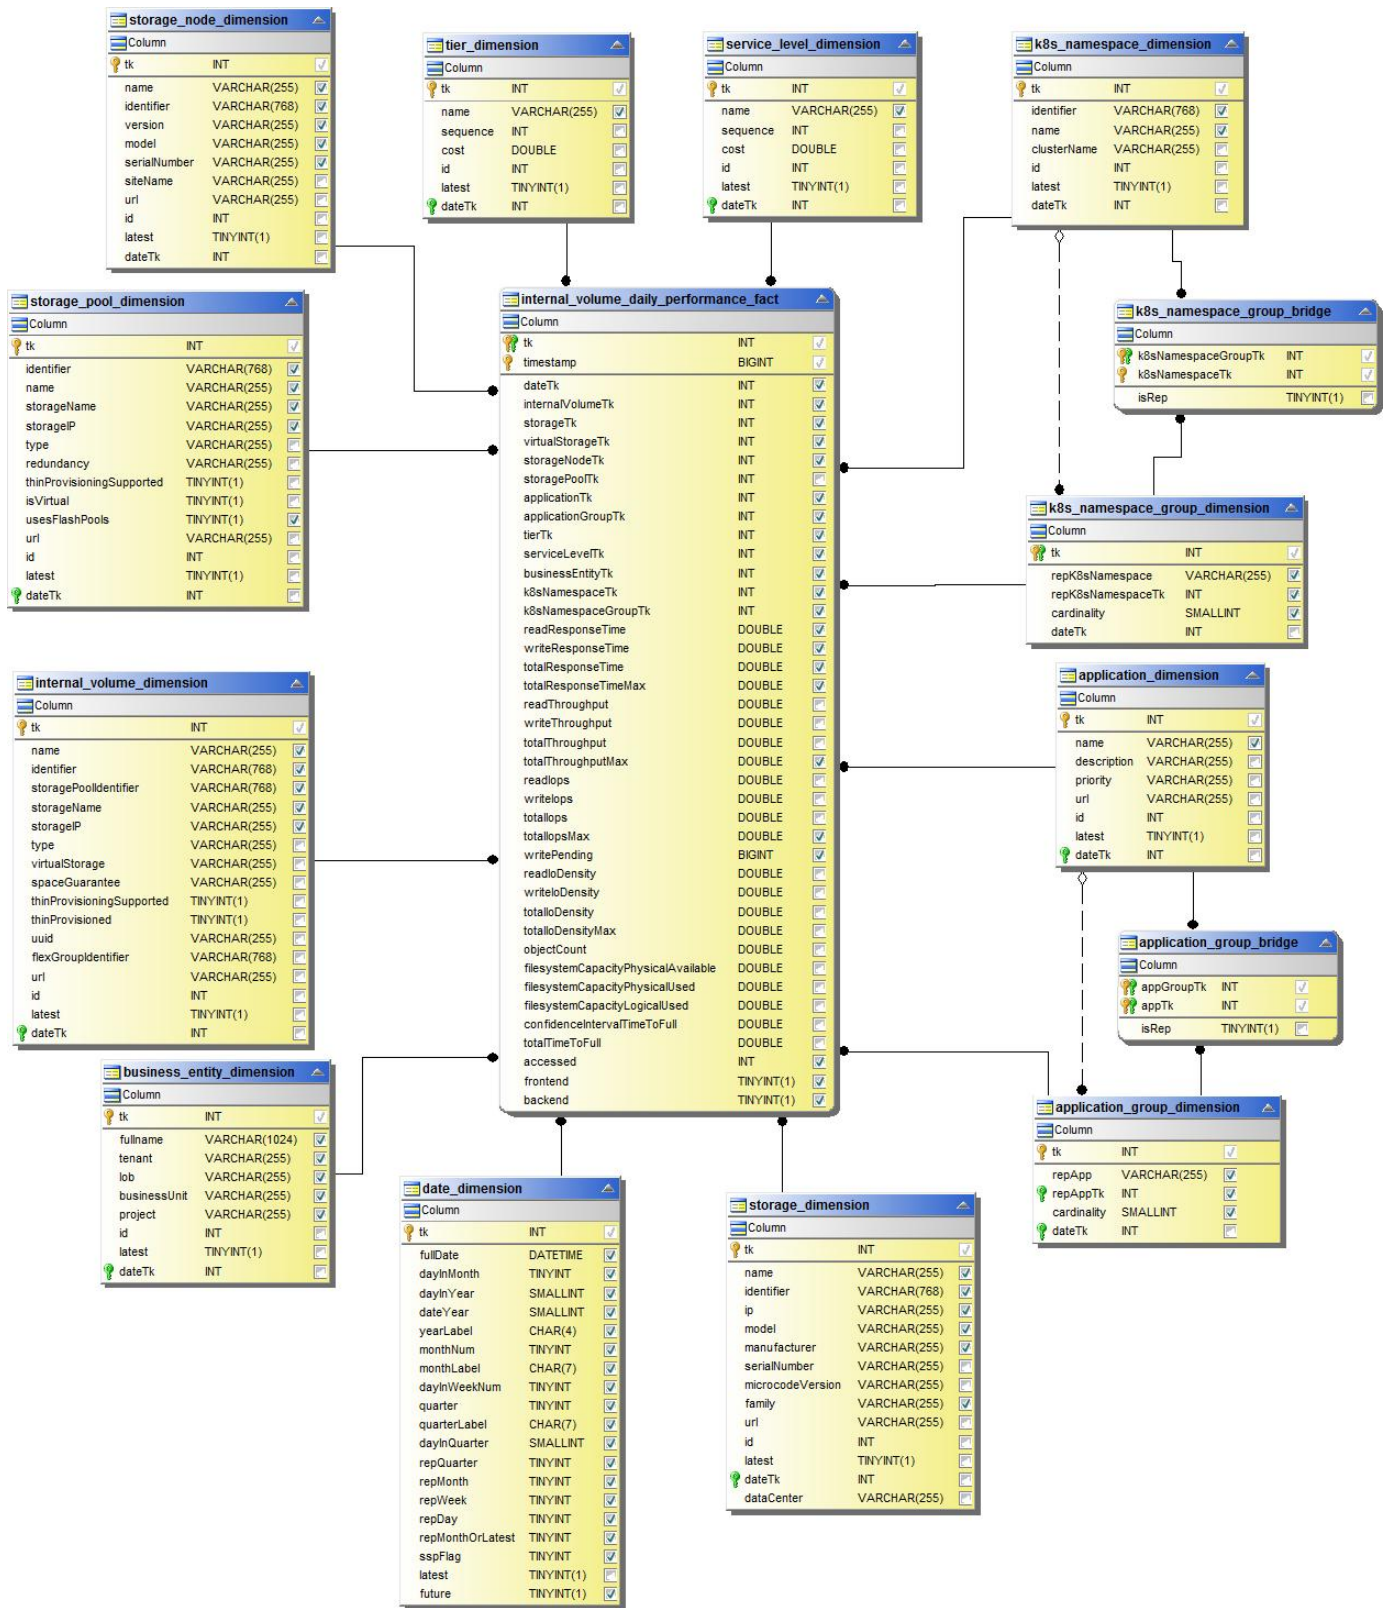 storage_node_dimension
Column
tk INT
name VARCHAR(255)
identifier VARCHAR(768)
version VARCHAR(255)
model VARCHAR(255)
serialNumber VARCHAR(255)
siteName VARCHAR(255)
url VARCHAR(255)
id INT
latest TINYINT(1)
dateTk INT
tier_dimension
Column
tk INT
name VARCHAR(255)
sequence INT
cost DOUBLE
id INT
latest TINYINT(1)
dateTk INT
service_level_dimension
Column
tk INT
name VARCHAR(255)
sequence INT
cost DOUBLE
id INT
latest TINYINT(1)
dateTk INT
k8s_namespace_dimension
Column
tk INT
identifier VARCHAR(768)
name VARCHAR(255)
clusterName VARCHAR(255)
id INT
latest TINYINT(1)
dateTk INT
storage_pool_dimension
Column
tk INT
identifier VARCHAR(768)
name VARCHAR(255)
storageName VARCHAR(255)
storageIP VARCHAR(255)
type VARCHAR(255)
redundancy VARCHAR(255)
thinProvisioningSupported TINYINT(1)
isVirtual TINYINT(1)
usesFlashPools TINYINT(1)
url VARCHAR(255)
id INT
latest TINYINT(1)
dateTk INT
internal_volume_daily_performance_fact
Column
tk INT
timestamp BIGINT
dateTk INT
internalVolumeTk INT
storageTk INT
virtualStorageTk INT
storageNodeTk INT
storagePoolTk INT
applicationTk INT
applicationGroupTk INT
tierTk INT
serviceLevelTk INT
businessEntityTk INT
k8sNamespaceTk INT
k8sNamespaceGroupTk INT
readResponseTime DOUBLE
writeResponseTime DOUBLE
totalResponseTime DOUBLE
totalResponseTimeMax DOUBLE
readThroughput DOUBLE
writeThroughput DOUBLE
totalThroughput DOUBLE
totalThroughputMax DOUBLE
readIops DOUBLE
writeIops DOUBLE
totalIops DOUBLE
totalIopsMax DOUBLE
writePending BIGINT
readIoDensity DOUBLE
writeIoDensity DOUBLE
totalIoDensity DOUBLE
totalIoDensityMax DOUBLE
objectCount DOUBLE
filesystemCapacityPhysicalAvailable DOUBLE
filesystemCapacityPhysicalUsed DOUBLE
filesystemCapacityLogicalUsed DOUBLE
confidenceIntervalTimeToFull DOUBLE
totalTimeToFull DOUBLE
accessed INT
frontend TINYINT(1)
backend TINYINT(1)
k8s_namespace_group_bridge
Column
k8sNamespaceGroupTk INT
k8sNamespaceTk INT
isRep TINYINT(1)
k8s_namespace_group_dimension
Column
tk INT
repK8sNamespace VARCHAR(255)
repK8sNamespaceTk INT
cardinality SMALLINT
dateTk INT
internal_volume_dimension
Column
tk INT
name VARCHAR(255)
identifier VARCHAR(768)
storagePoolIdentifier VARCHAR(768)
storageName VARCHAR(255)
storageIP VARCHAR(255)
type VARCHAR(255)
virtualStorage VARCHAR(255)
spaceGuarantee VARCHAR(255)
thinProvisioningSupported TINYINT(1)
thinProvisioned TINYINT(1)
uuid VARCHAR(255)
flexGroupIdentifier VARCHAR(768)
url VARCHAR(255)
id INT
latest TINYINT(1)
dateTk INT
application_dimension
Column
tk INT
name VARCHAR(255)
description VARCHAR(255)
priority VARCHAR(255)
url VARCHAR(255)
id INT
latest TINYINT(1)
dateTk INT
application_group_bridge
Column
appGroupTk INT
appTk INT
isRep TINYINT(1)
business_entity_dimension
Column
tk INT
fullname VARCHAR(1024)
tenant VARCHAR(255)
lob VARCHAR(255)
businessUnit VARCHAR(255)
project VARCHAR(255)
id INT
latest TINYINT(1)
dateTk INT
application_group_dimension
Column
tk INT
repApp VARCHAR(255)
repAppTk INT
cardinality SMALLINT
dateTk INT
date_dimension
Column
tk INT
fullDate DATETIME
dayInMonth TINYINT
dayInYear SMALLINT
dateYear SMALLINT
yearLabel CHAR(4)
monthNum TINYINT
monthLabel CHAR(7)
dayInWeekNum TINYINT
quarter TINYINT
quarterLabel CHAR(7)
dayInQuarter SMALLINT
repQuarter TINYINT
repMonth TINYINT
repWeek TINYINT
repDay TINYINT
repMonthOrLatest TINYINT
sspFlag TINYINT
latest TINYINT(1)
future TINYINT(1)
storage_dimension
Column
tk INT
name VARCHAR(255)
identifier VARCHAR(768)
ip VARCHAR(255)
model VARCHAR(255)
manufacturer VARCHAR(255)
serialNumber VARCHAR(255)
microcodeVersion VARCHAR(255)
family VARCHAR(255)
url VARCHAR(255)
id INT
latest TINYINT(1)
dateTk INT
dataCenter VARCHAR(255)